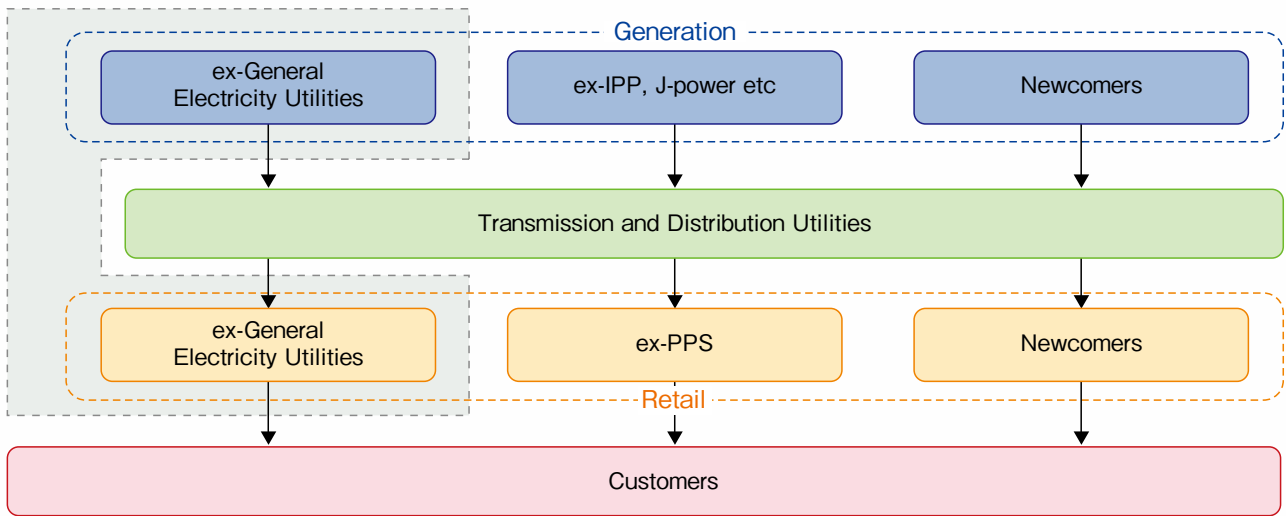 Generation
ex-General
Electricity Utilities
ex-IPP, J-power etc
Newcomers
Transmission and Distribution Utilities
ex-General
Electricity Utilities
ex-PPS
Newcomers
Retail
Customers